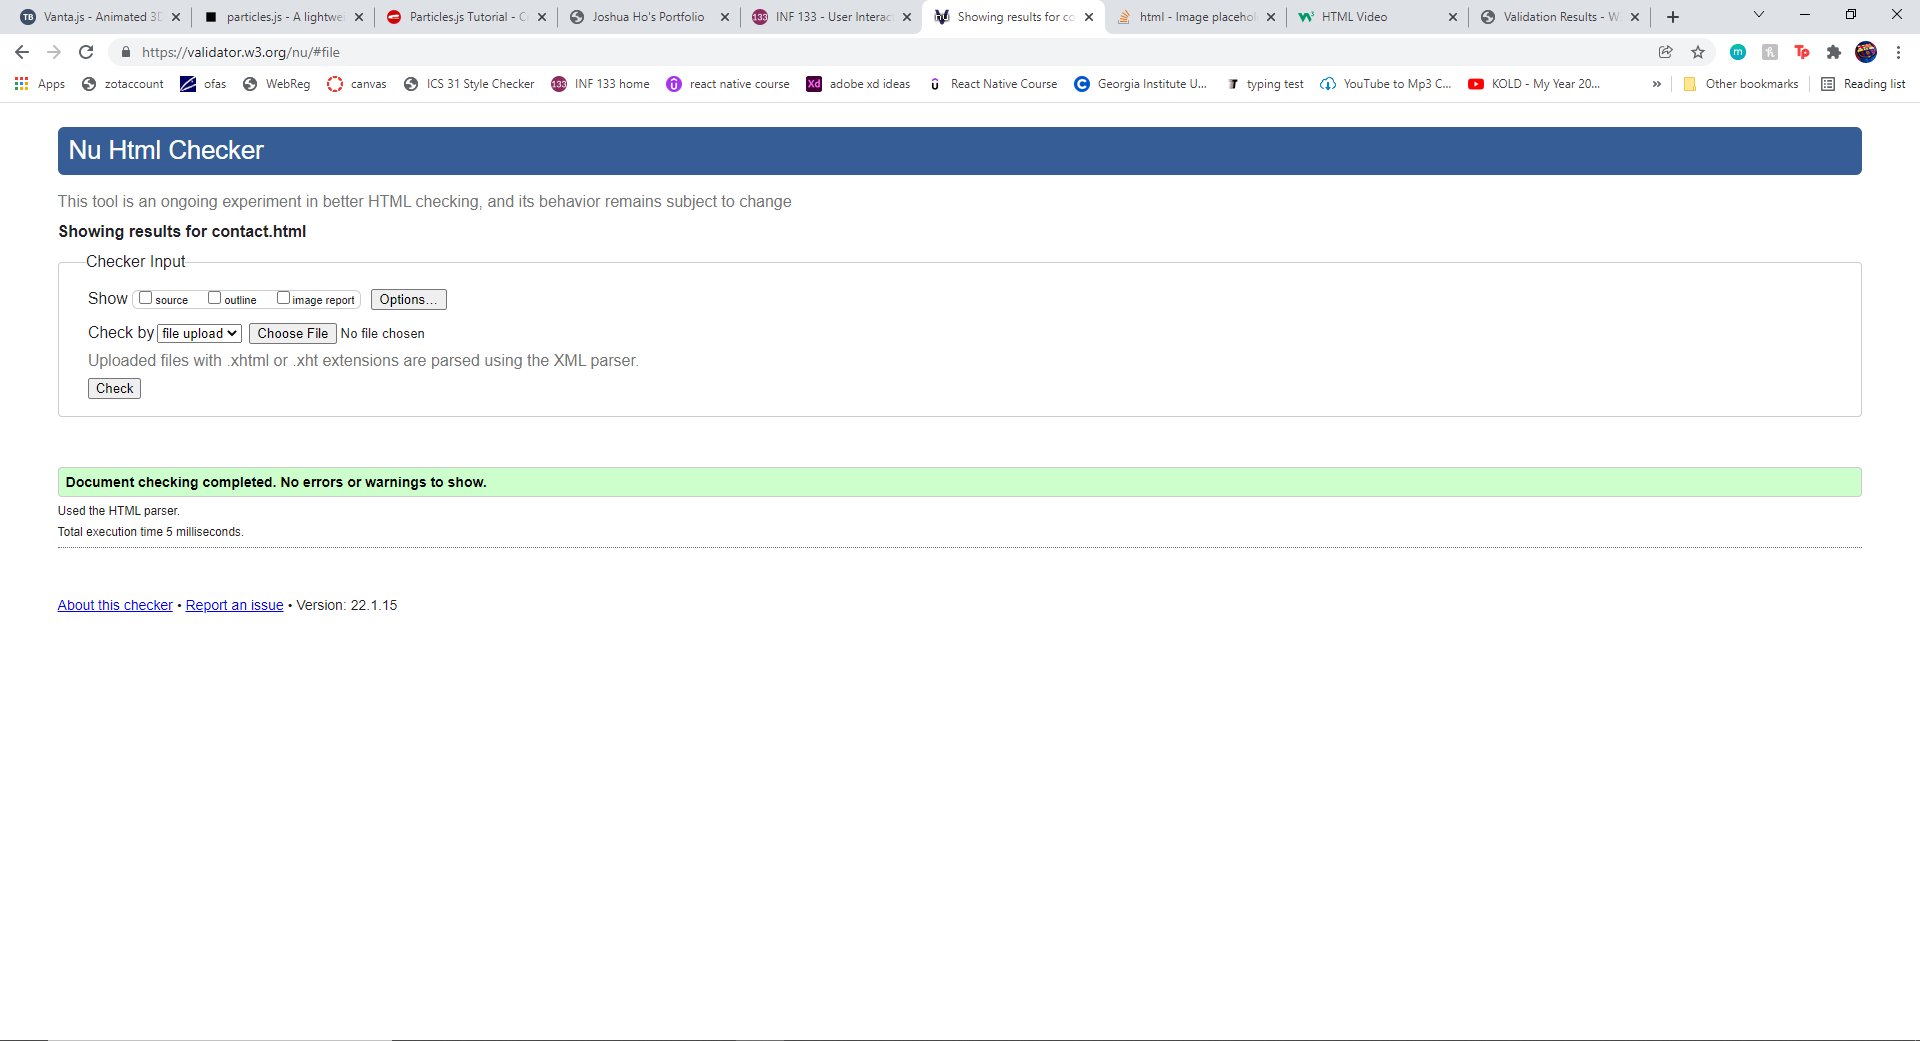 TB Vanta.js - Animated 3D
particles.js - A lightwei
Particles.js Tutorial - C
Joshua Ho's Portfolio
133 INF 133 - User Interact
nu Showing results for co
html - Image placehol
HTML Video
Validation Results - W
https://validator.w3.org/nu/#file
Apps zotaccount ofas WebReg canvas ICS 31 Style Checker 133 INF 133 home react native course Xd adobe xd ideas React Native Course Georgia Institute U... typing test YouTube to Mp3 C... KOLD - My Year 20... » Other bookmarks Reading list
Nu Html Checker
This tool is an ongoing experiment in better HTML checking, and its behavior remains subject to change
Showing results for contact.html
Checker Input
Show source outline image report Options...
Check by file upload Choose File No file chosen
Uploaded files with .xhtml or .xht extensions are parsed using the XML parser.
Check
Document checking completed. No errors or warnings to show.
Used the HTML parser.
Total execution time 5 milliseconds.
About this checker • Report an issue • Version: 22.1.15